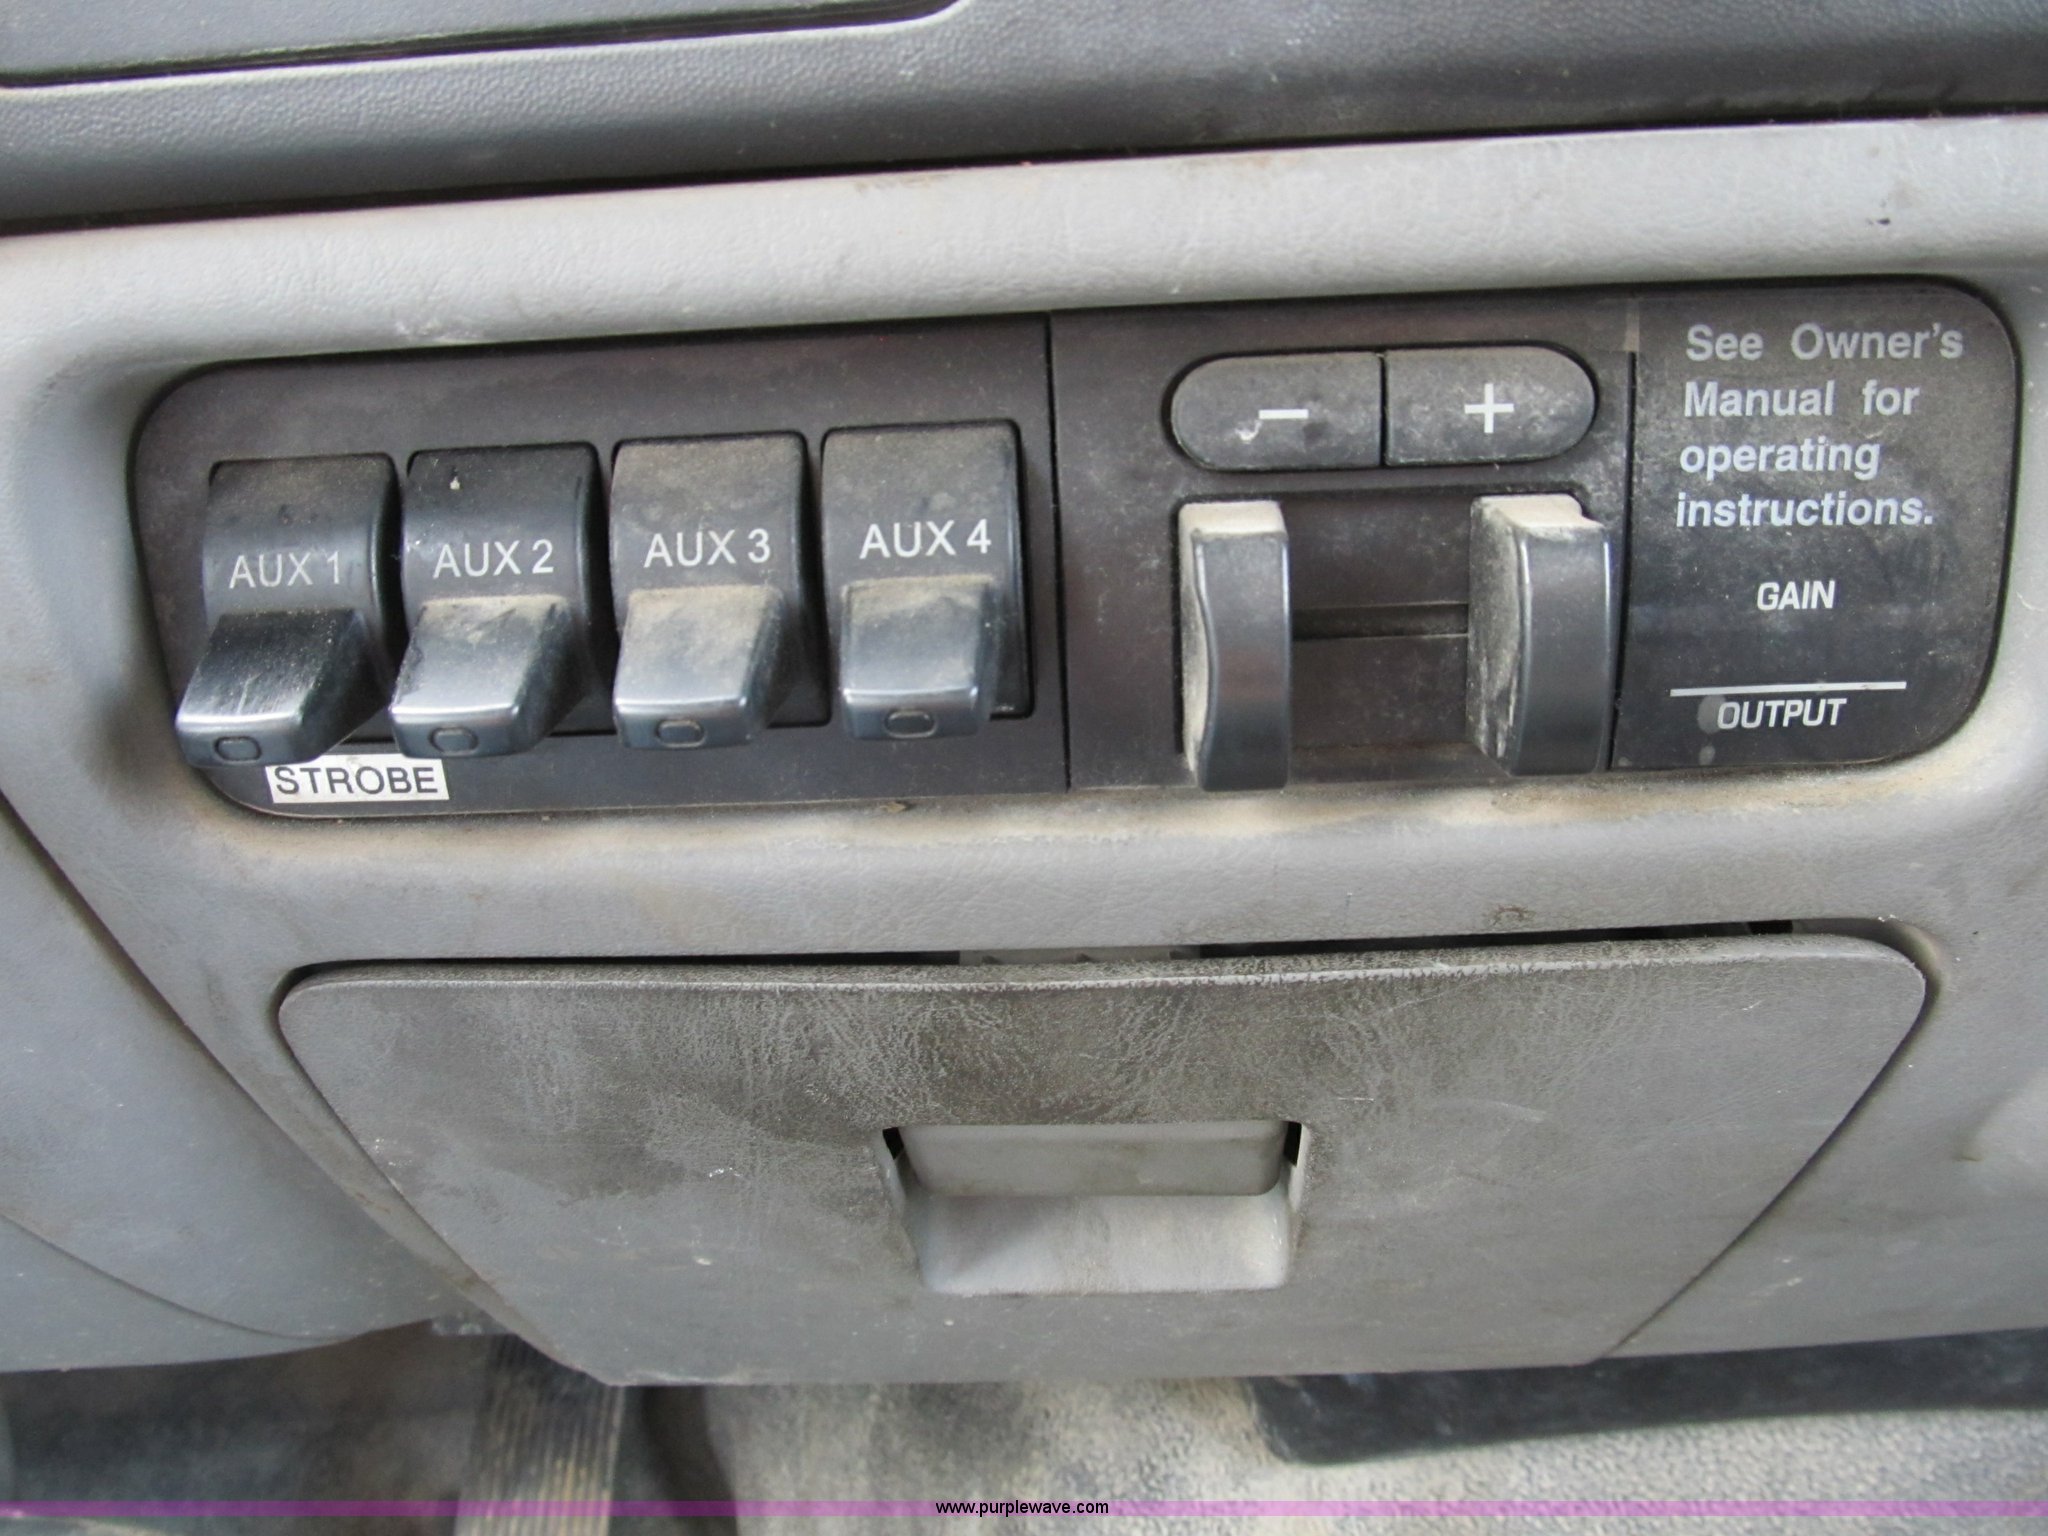 AUX 1
AUX 2
AUX 3
AUX 4
STROBE
− +
See Owner's
Manual for
operating
instructions.
GAIN
OUTPUT
www.purplewave.com